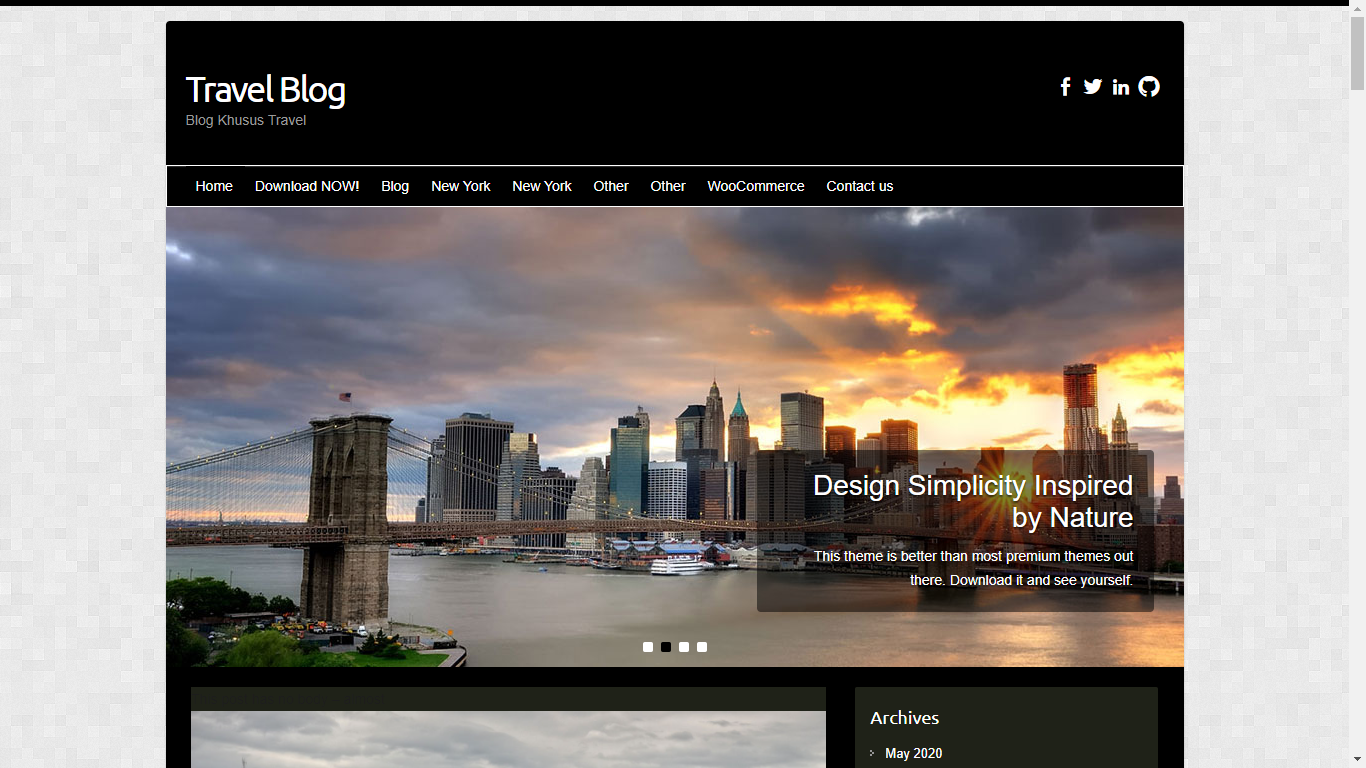 Travel Blog
Blog Khusus Travel
Home Download NOW! Blog New York New York Other Other WooCommerce Contact us
Design Simplicity Inspired
by Nature
This theme is better than most premium themes out
there. Download it and see yourself.
Archives
May 2020